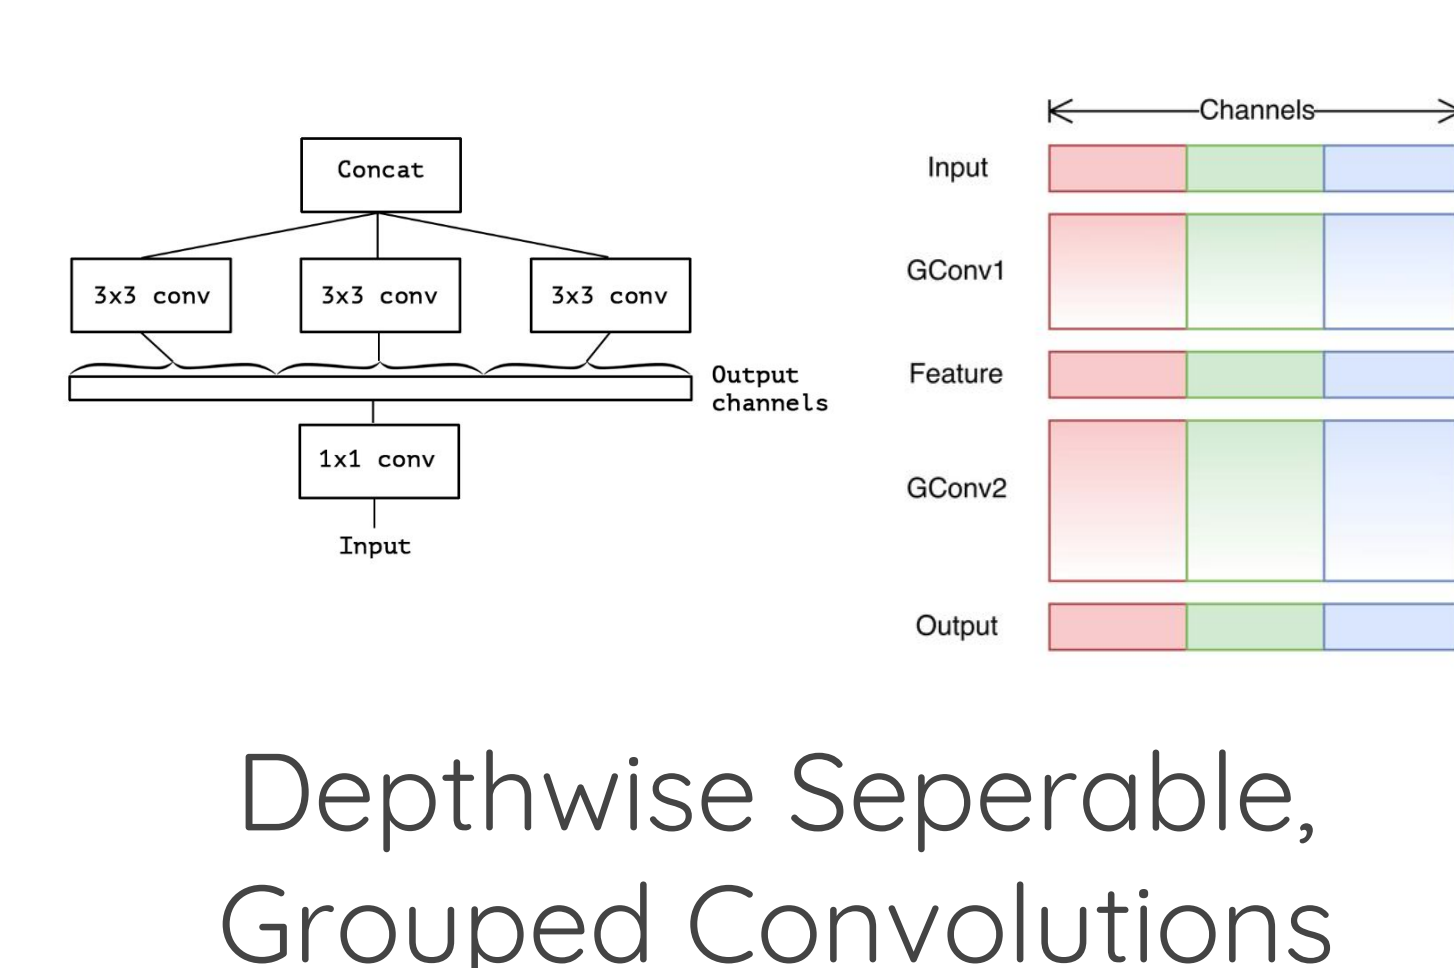 Concat
3x3 conv 3x3 conv 3x3 conv
Output
channels
1x1 conv
Input
Channels
Input
GConv1
Feature
GConv2
Output
Depthwise Seperable,
Grouped Convolutions